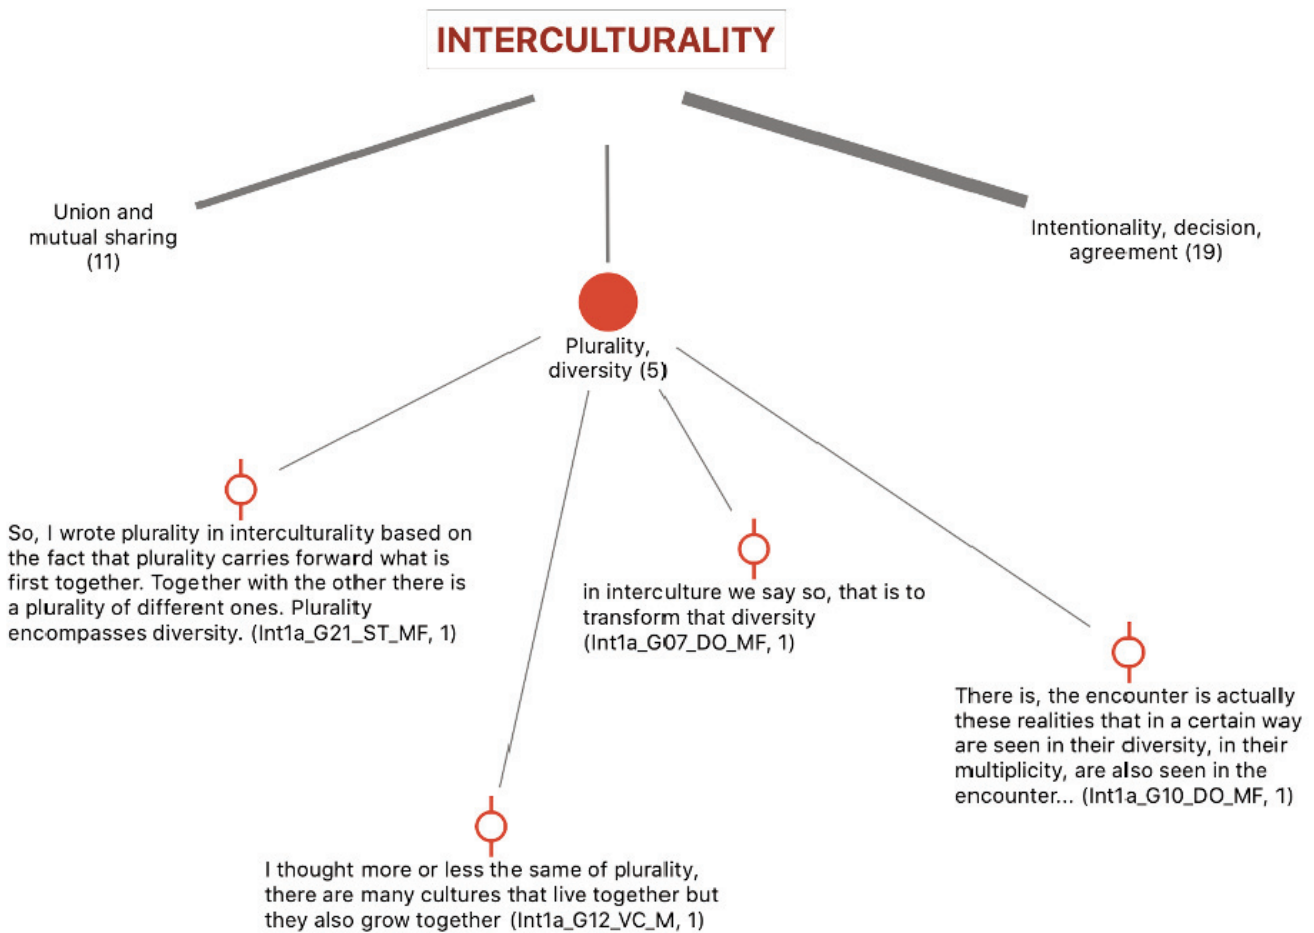 INTERCULTURALITY
Union and
mutual sharing
(11)
Intentionality, decision,
agreement (19)
Plurality,
diversity (5)
So, I wrote plurality in interculturality based on
the fact that plurality carries forward what is
first together. Together with the other there is
a plurality of different ones. Plurality
encompasses diversity. (Int1a_G21_ST_MF, 1)
in interculture we say so, that is to
transform that diversity
(Int1a_G07_DO_MF, 1)
There is, the encounter is actually
these realities that in a certain way
are seen in their diversity, in their
multiplicity, are also seen in the
encounter... (Int1a_G10_DO_MF, 1)
I thought more or less the same of plurality,
there are many cultures that live together but
they also grow together (Int1a_G12_VC_M, 1)